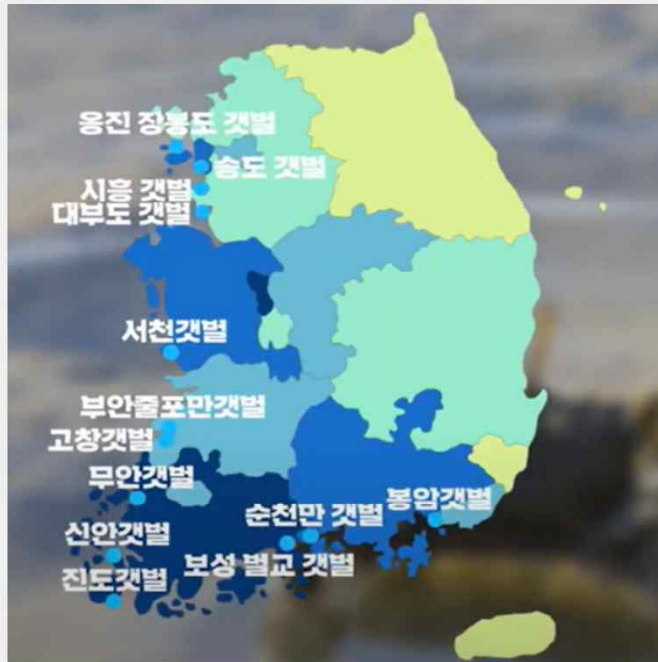 옹진 장봉도 갯벌
송도 갯벌
시흥 갯벌
대부도 갯벌
서천갯벌
부안줄포만갯벌
고창갯벌
무안갯벌
봉암갯벌
순천만 갯벌
신안갯벌
보성 벌교 갯벌
진도갯벌